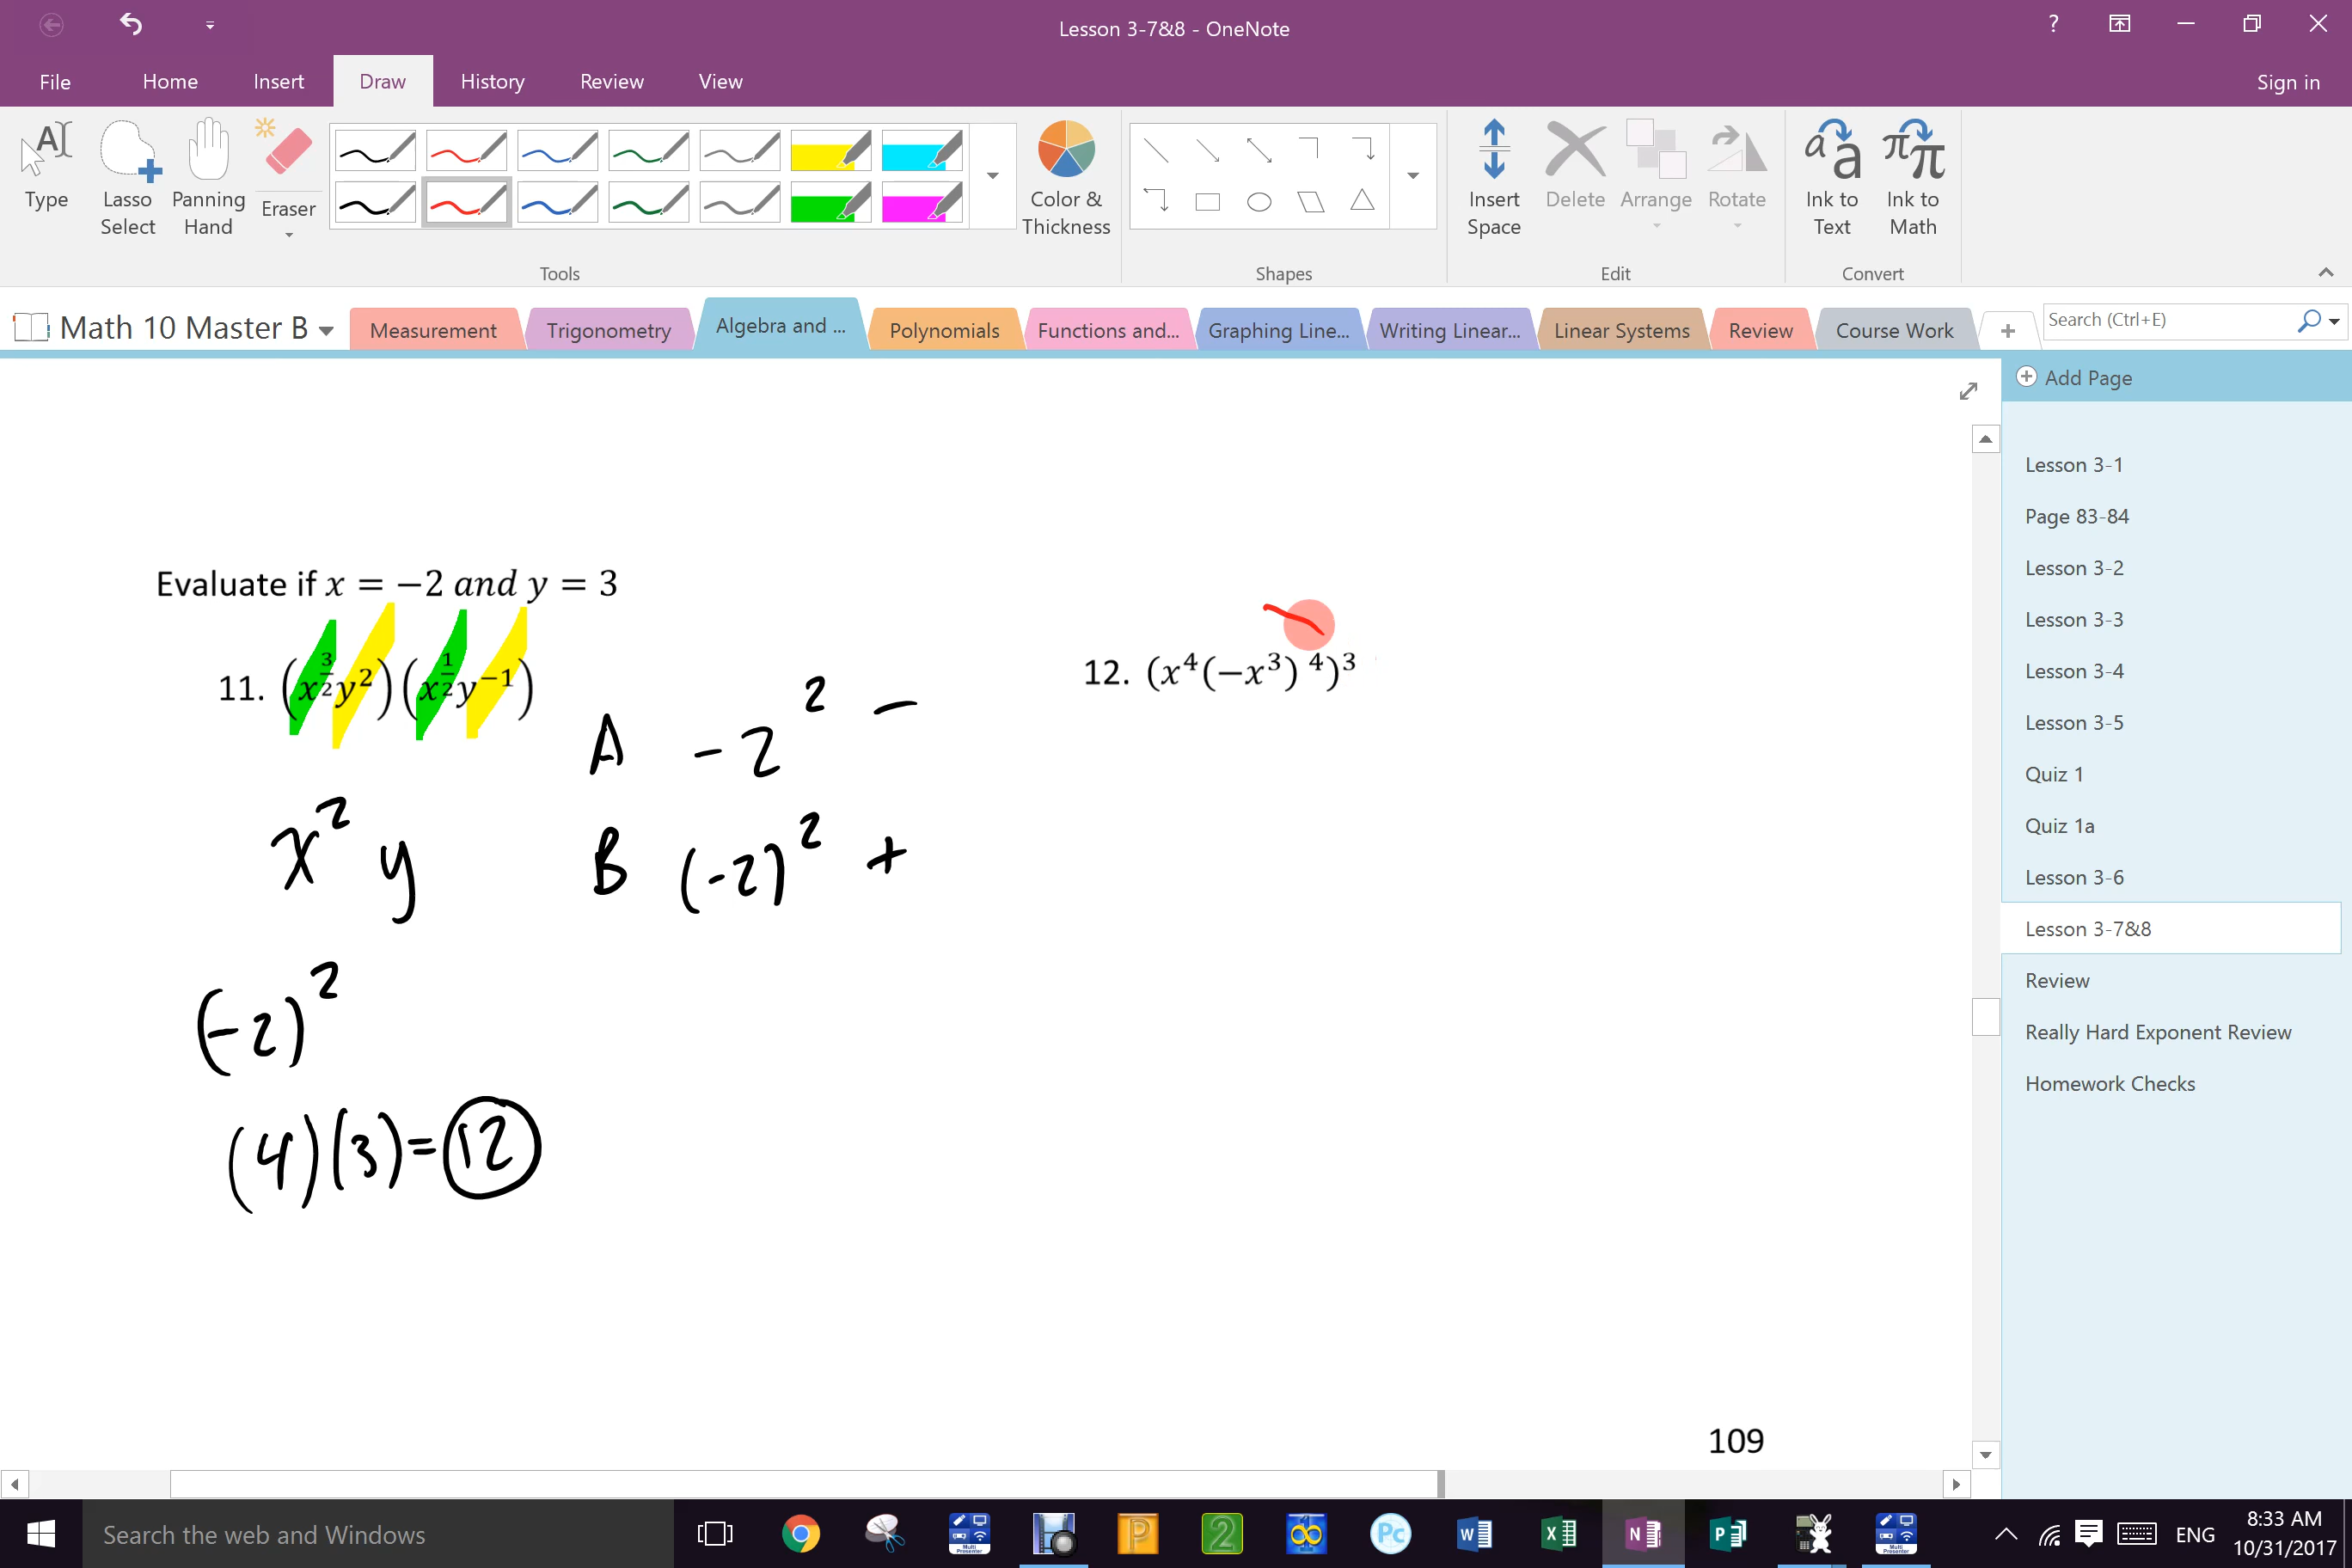 Lesson 3-7&8 - OneNote
?
File Home Insert Draw History Review View Sign in
Type
Lasso Select
Panning Hand
Eraser
Color & Thickness
Insert Space
Delete
Arrange
Rotate
Ink to Text
Ink to Math
Tools Shapes Edit Convert
Math 10 Master B Measurement Trigonometry Algebra and ... Polynomials Functions and... Graphing Line... Writing Linear... Linear Systems Review Course Work + Search (Ctrl+E)
Add Page
Lesson 3-1
Page 83-84
Lesson 3-2
Lesson 3-3
Lesson 3-4
Lesson 3-5
Quiz 1
Quiz 1a
Lesson 3-6
Lesson 3-7&8
Review
Really Hard Exponent Review
Homework Checks
Evaluate if x = −2 and y = 3
11. (x^{3/2}y²)(x^{1/2}y⁻¹)
12. (x⁴(−x³)⁴)³
A -2² −
x² y
B (-2)² +
(-2)²
(4)(3)=12
109
Search the web and Windows
ENG
8:33 AM
10/31/2017